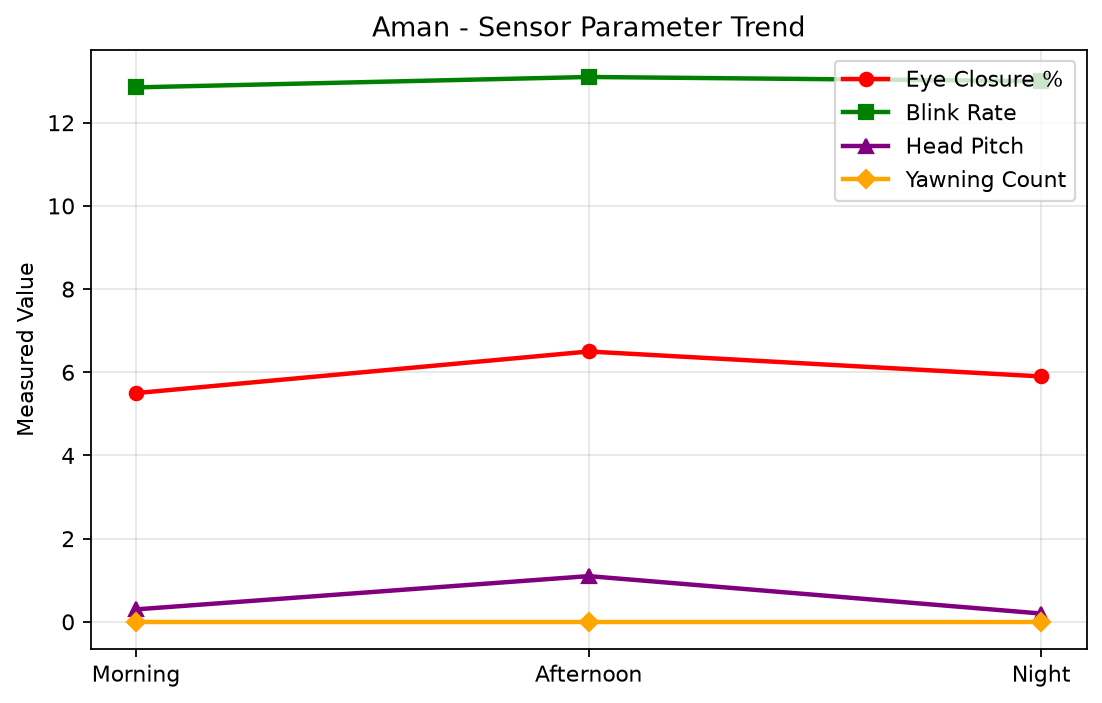 Aman - Sensor Parameter Trend
Eye Closure %
Blink Rate
Head Pitch
Yawning Count
Measured Value
12
10
8
6
4
2
0
Morning
Afternoon
Night